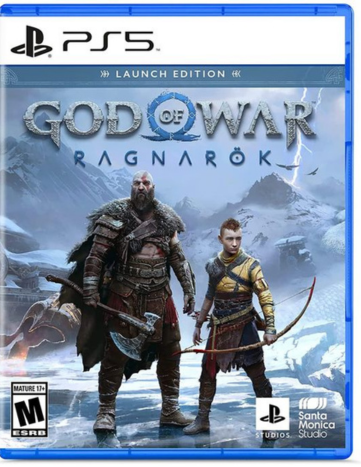 PS5
LAUNCH EDITION
GOD OF WAR
RAGNARÖK
MATURE 17+
M
ESRB
STUDIOS
Santa
Monica
Studio